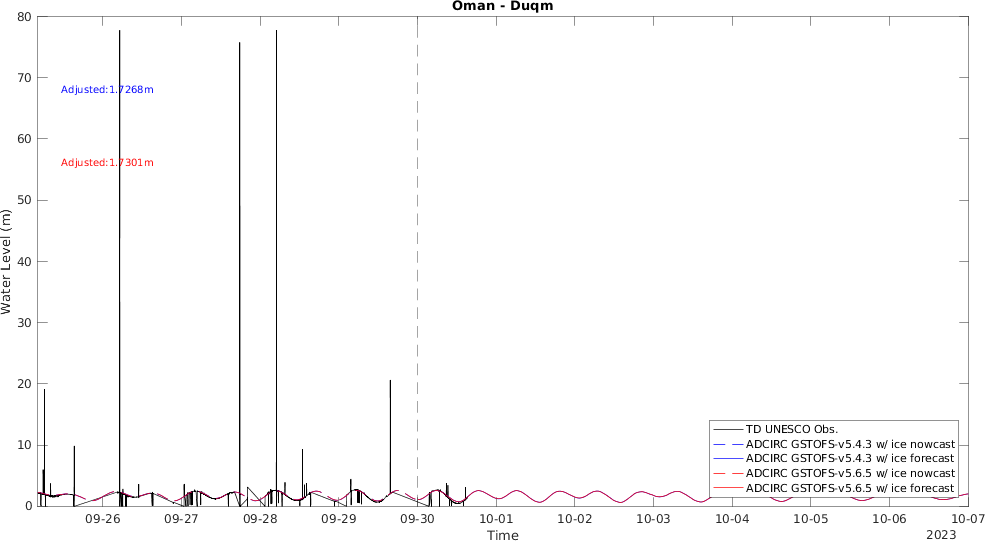 Oman - Duqm
80
70
60
50
40
30
20
10
0
Water Level (m)
Adjusted:1.7268m
Adjusted:1.7301m
TD UNESCO Obs.
ADCIRC GSTOFS-v5.4.3 w/ ice nowcast
ADCIRC GSTOFS-v5.4.3 w/ ice forecast
ADCIRC GSTOFS-v5.6.5 w/ ice nowcast
ADCIRC GSTOFS-v5.6.5 w/ ice forecast
09-26 09-27 09-28 09-29 09-30 10-01 10-02 10-03 10-04 10-05 10-06 10-07
Time
2023